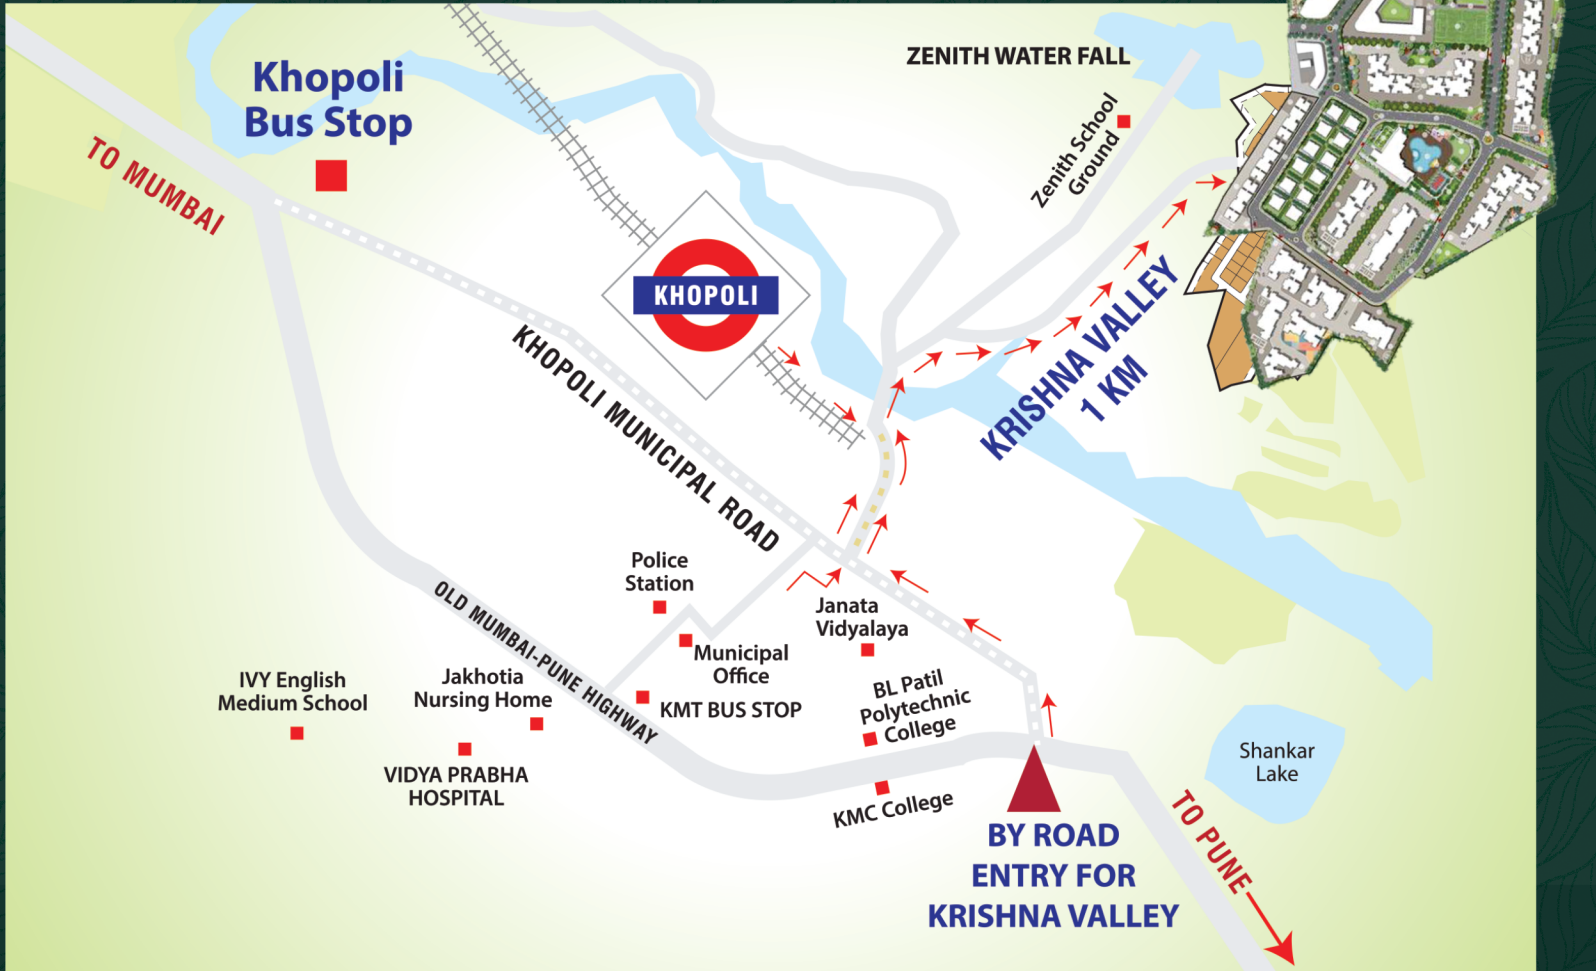 ZENITH WATER FALL
Khopoli
Bus Stop
TO MUMBAI
Zenith School
Ground
KHOPOLI
KRISHNA VALLEY
1 KM
KHOPOLI MUNICIPAL ROAD
Police
Station
OLD MUMBAI-PUNE HIGHWAY
Janata
Vidyalaya
Municipal
Office
IVY English
Medium School
Jakhotia
Nursing Home
KMT BUS STOP
BL Patil
Polytechnic
College
VIDYA PRABHA
HOSPITAL
KMC College
Shankar
Lake
TO PUNE
BY ROAD
ENTRY FOR
KRISHNA VALLEY